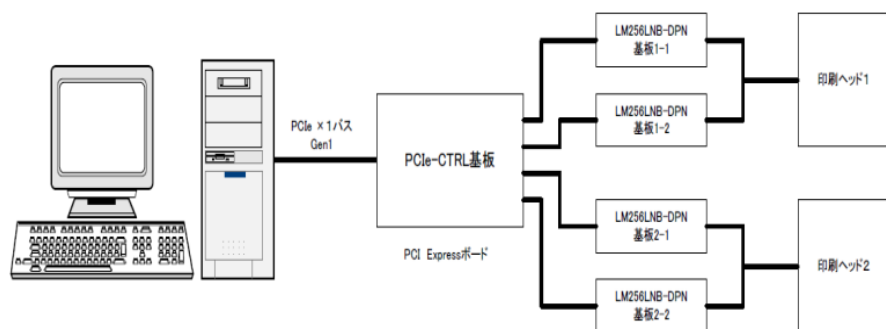 LM256LNB-DPN
基板1-1
印刷ヘッド1
PCIe ×1バス
Gen1
LM256LNB-DPN
基板1-2
PCIe-CTRL基板
LM256LNB-DPN
基板2-1
PCI Expressボード
印刷ヘッド2
LM256LNB-DPN
基板2-2